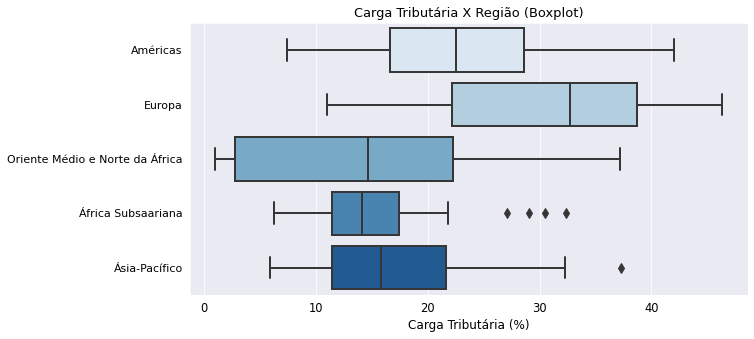 Carga Tributária X Região (Boxplot)
Américas
Europa
Oriente Médio e Norte da África
África Subsaariana
Ásia-Pacífico
0 10 20 30 40
Carga Tributária (%)